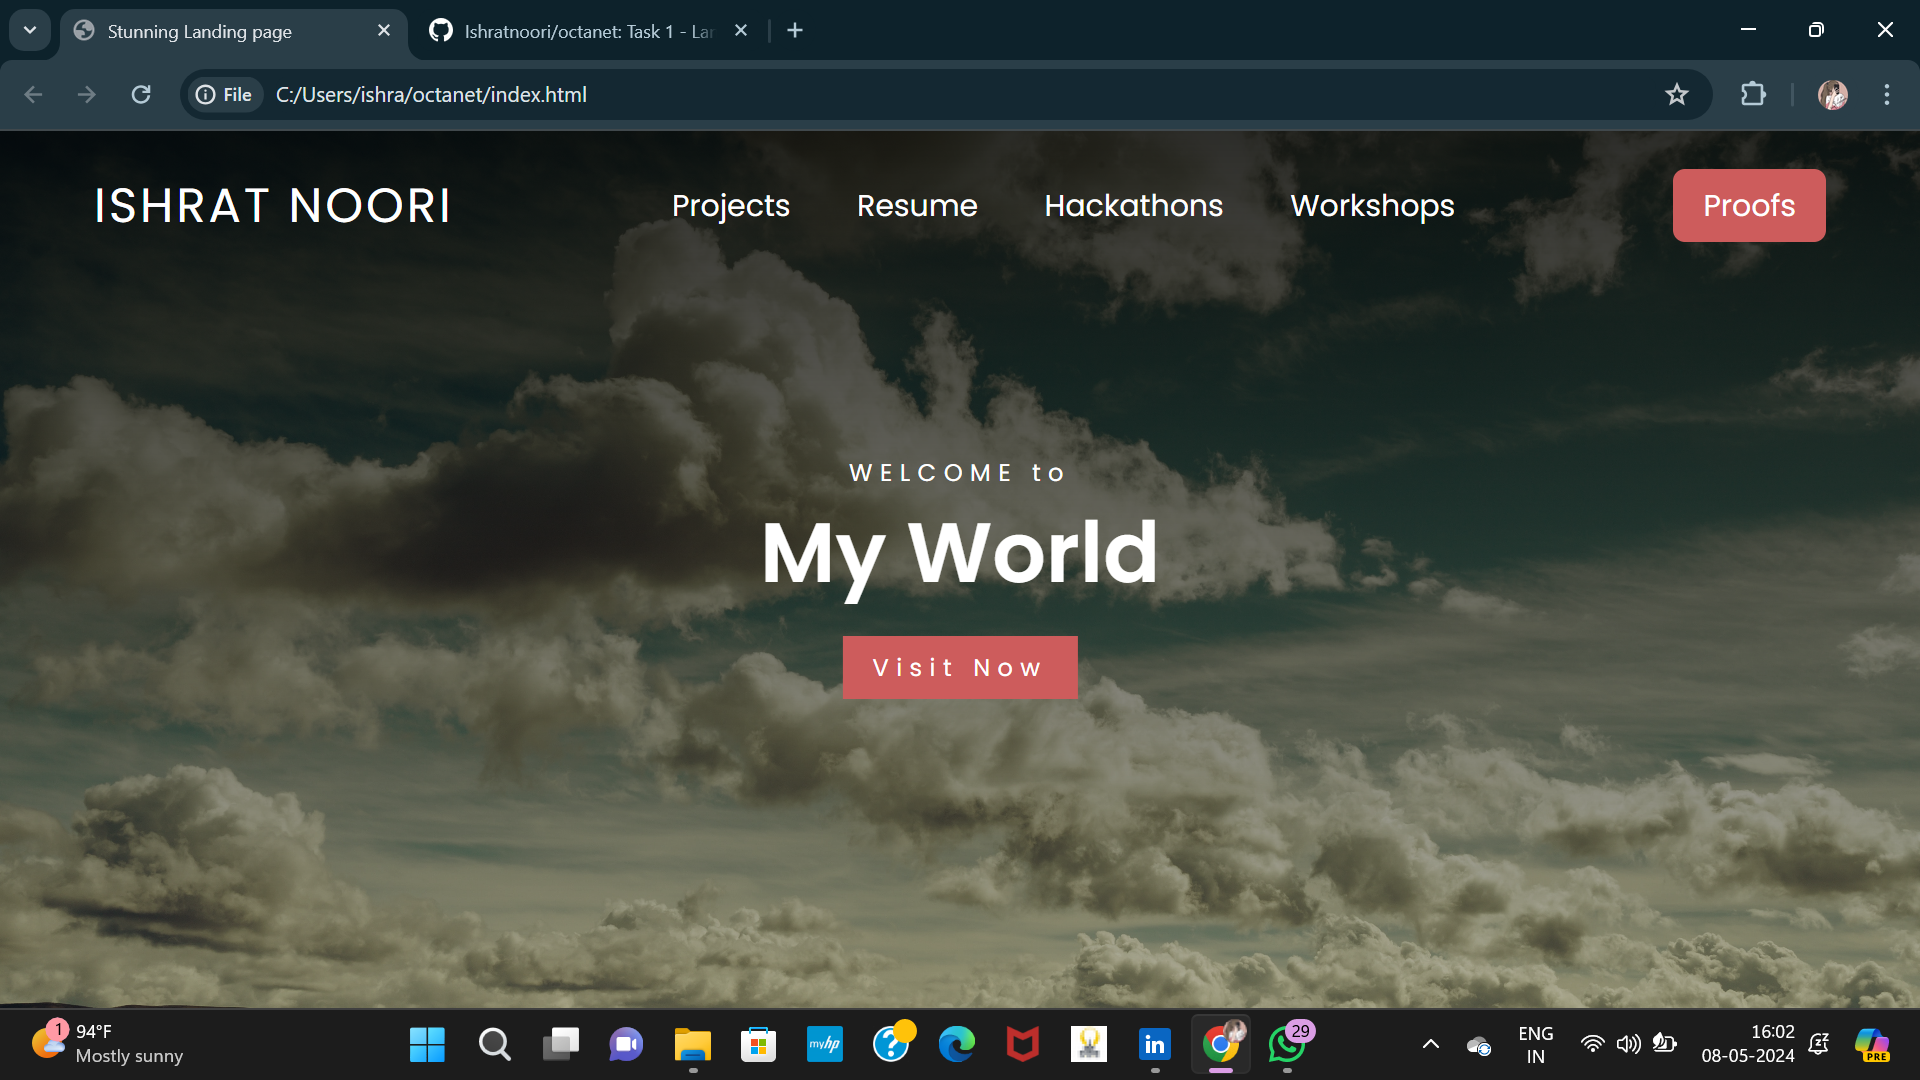 Stunning Landing page
Ishratnoori/octanet: Task 1 - Lar
File
C:/Users/ishra/octanet/index.html
ISHRAT NOORI
Projects
Resume
Hackathons
Workshops
Proofs
WELCOME to
My World
Visit Now
1
94°F
Mostly sunny
myhp
29
ENG
IN
16:02
08-05-2024
PRE